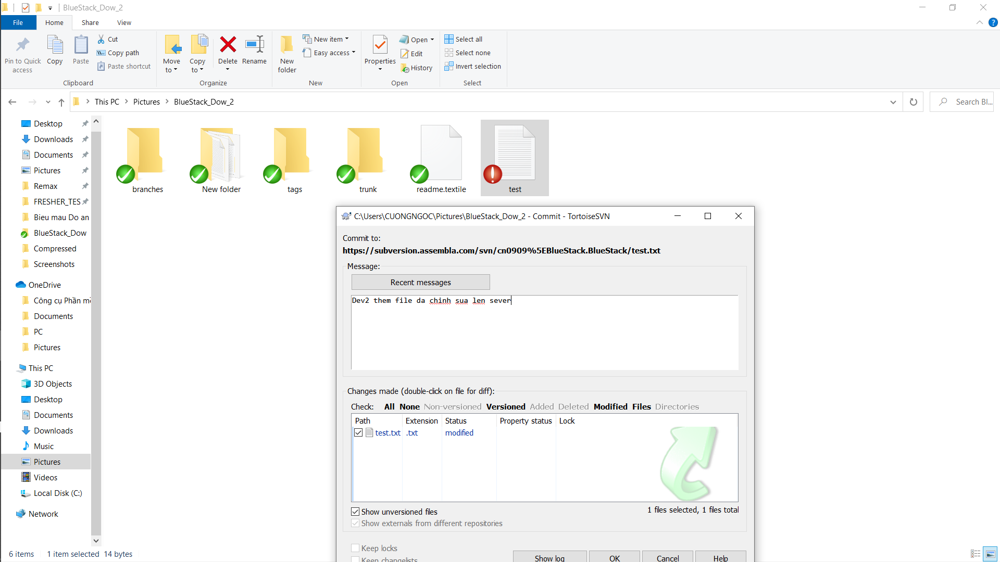 BlueStack_Dow_2
File
Home
Share
View
Pin to Quick access
Copy
Paste
Cut
Copy path
Paste shortcut
Clipboard
Move to
Copy to
Delete
Rename
Organize
New folder
New item
Easy access
New
Properties
Open
Edit
History
Open
Select all
Select none
Invert selection
Select
This PC
Pictures
BlueStack_Dow_2
Search Bl...
Desktop
Downloads
Documents
Pictures
Remax
FRESHER_TES
Bieu mau Do an
BlueStack_Dow
Compressed
Screenshots
OneDrive
Công cụ Phần
Documents
PC
Pictures
This PC
3D Objects
Desktop
Documents
Downloads
Music
Pictures
Videos
Local Disk (C:)
Network
branches
New folder
tags
trunk
readme.textile
test
C:\Users\CUONGNGOC\Pictures\BlueStack_Dow_2 - Commit - TortoiseSVN
Commit to:
https://subversion.assembla.com/svn/cn0909%5EBlueStack.BlueStack/test.txt
Message:
Recent messages
Dev2 them file da chinh sua len sever
Changes made (double-click on file for diff):
Check: All None Non-versioned Versioned Added Deleted Modified Files Directories
Path Extension Status Property status Lock
test.txt .txt modified
Show unversioned files
1 files selected, 1 files total
Show externals from different repositories
Keep locks
Keep changelists
Show log
OK
Cancel
Help
6 items 1 item selected 14 bytes